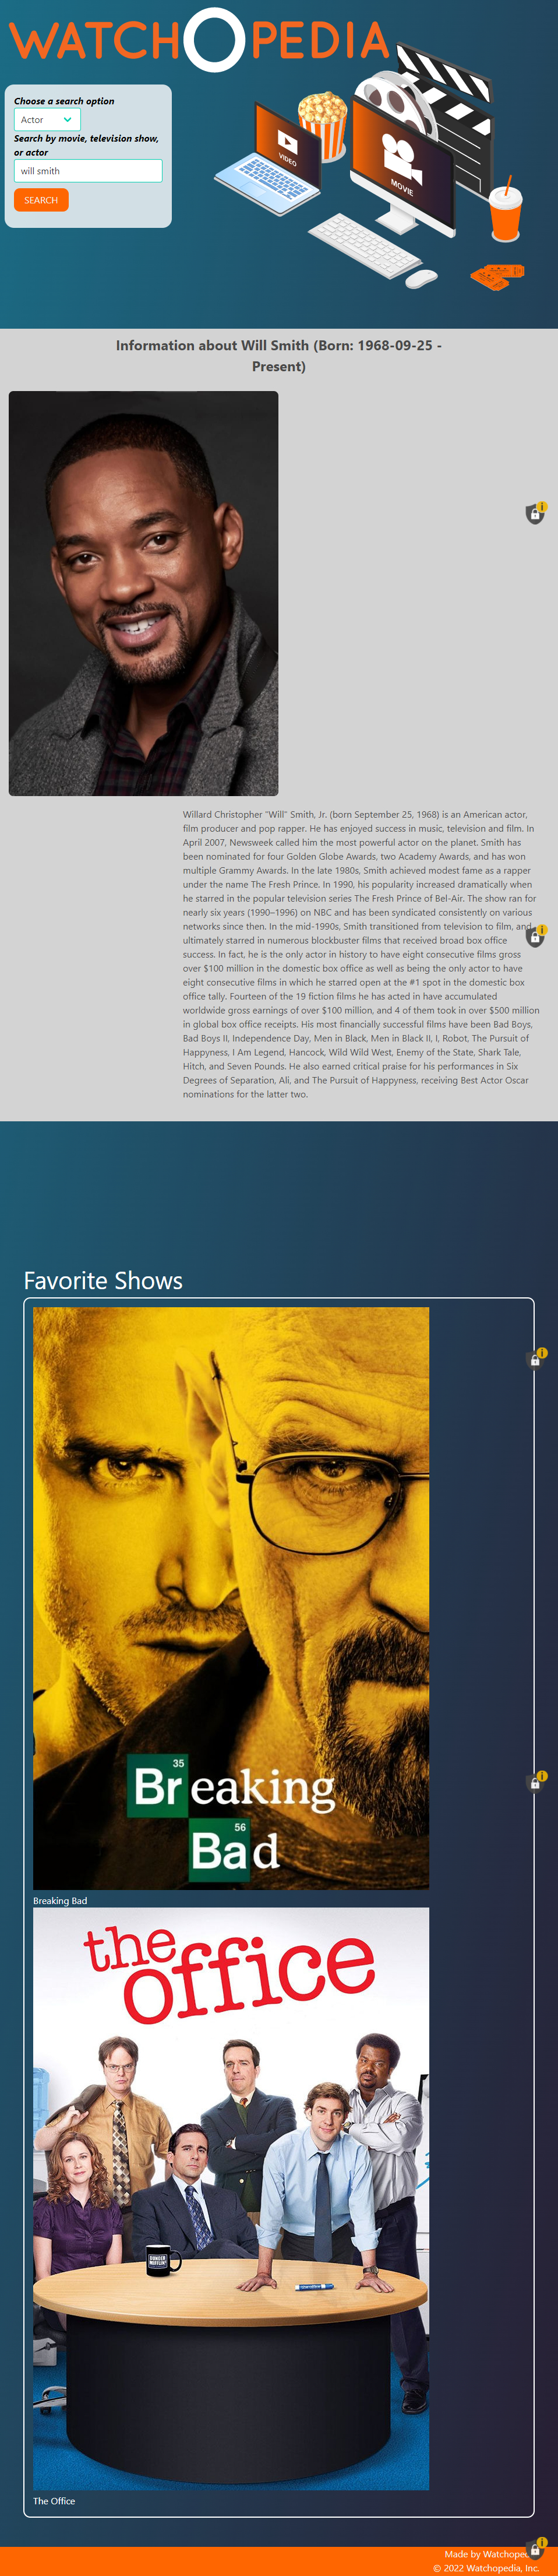 WATCHOPEDIA
Choose a search option
Actor
Search by movie, television show,
or actor
will smith
SEARCH
VIDEO
MOVIE
Information about Will Smith (Born: 1968-09-25 -
Present)
Willard Christopher "Will" Smith, Jr. (born September 25, 1968) is an American actor,
film producer and pop rapper. He has enjoyed success in music, television and film. In
April 2007, Newsweek called him the most powerful actor on the planet. Smith has
been nominated for four Golden Globe Awards, two Academy Awards, and has won
multiple Grammy Awards. In the late 1980s, Smith achieved modest fame as a rapper
under the name The Fresh Prince. In 1990, his popularity increased dramatically when
he starred in the popular television series The Fresh Prince of Bel-Air. The show ran for
nearly six years (1990–1996) on NBC and has been syndicated consistently on various
networks since then. In the mid-1990s, Smith transitioned from television to film, and
ultimately starred in numerous blockbuster films that received broad box office
success. In fact, he is the only actor in history to have eight consecutive films gross
over $100 million in the domestic box office as well as being the only actor to have
eight consecutive films in which he starred open at the #1 spot in the domestic box
office tally. Fourteen of the 19 fiction films he has acted in have accumulated
worldwide gross earnings of over $100 million, and 4 of them took in over $500 million
in global box office receipts. His most financially successful films have been Bad Boys,
Bad Boys II, Independence Day, Men in Black, Men in Black II, I, Robot, The Pursuit of
Happyness, I Am Legend, Hancock, Wild Wild West, Enemy of the State, Shark Tale,
Hitch, and Seven Pounds. He also earned critical praise for his performances in Six
Degrees of Separation, Ali, and The Pursuit of Happyness, receiving Best Actor Oscar
nominations for the latter two.
Favorite Shows
35
Breaking
56
Bad
Breaking Bad
the
office
DUNDER
MIFFLIN
The Office
Made by Watchoped
© 2022 Watchopedia, Inc.